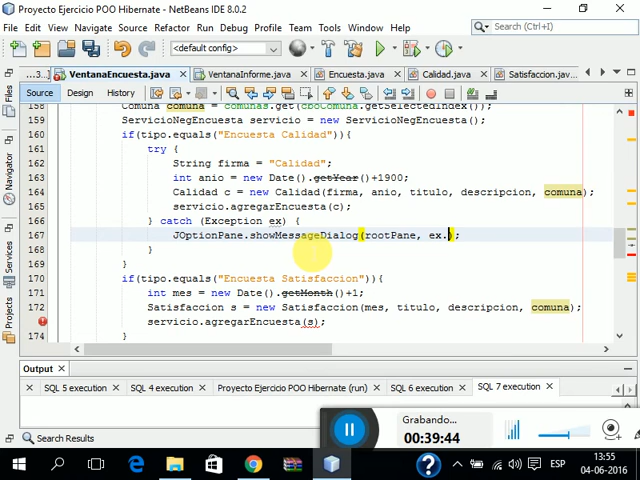 Proyecto Ejercicio POO Hibernate - NetBeans IDE 8.0.2
File Edit View Navigate Source Refactor Run Debug Profile Team Tools Window Help
Search (Ctrl+I)
<default config>
...3...] VentanaEncuesta.java VentanaInforme.java Encuesta.java Calidad.java Satisfaccion.jav...
Source Design History
158 Comuna comuna = comunas.get(cboComuna.getSelectedIndex());
159 ServicioNegEncuesta servicio = new ServicioNegEncuesta();
160 if(tipo.equals("Encuesta Calidad")){
161 try {
162 String firma = "Calidad";
163 int anio = new Date().getYear()+1900;
164 Calidad c = new Calidad(firma, anio, titulo, descripcion, comuna);
165 servicio.agregarEncuesta(c);
166 } catch (Exception ex) {
167 JOptionPane.showMessageDialog(rootPane, ex.);
168 }
169 }
170 if(tipo.equals("Encuesta Satisfaccion")){
171 int mes = new Date().getMonth()+1;
172 Satisfaccion s = new Satisfaccion(mes, titulo, descripcion, comuna);
servicio.agregarEncuesta(s);
174 }
Files
Navigator
Services
Projects
Output
SQL 5 execution SQL 4 execution Proyecto Ejercicio POO Hibernate (run) SQL 6 execution SQL 7 execution
Search Results
Grabando...
00:39:44
ESP
13:55
04-06-2016